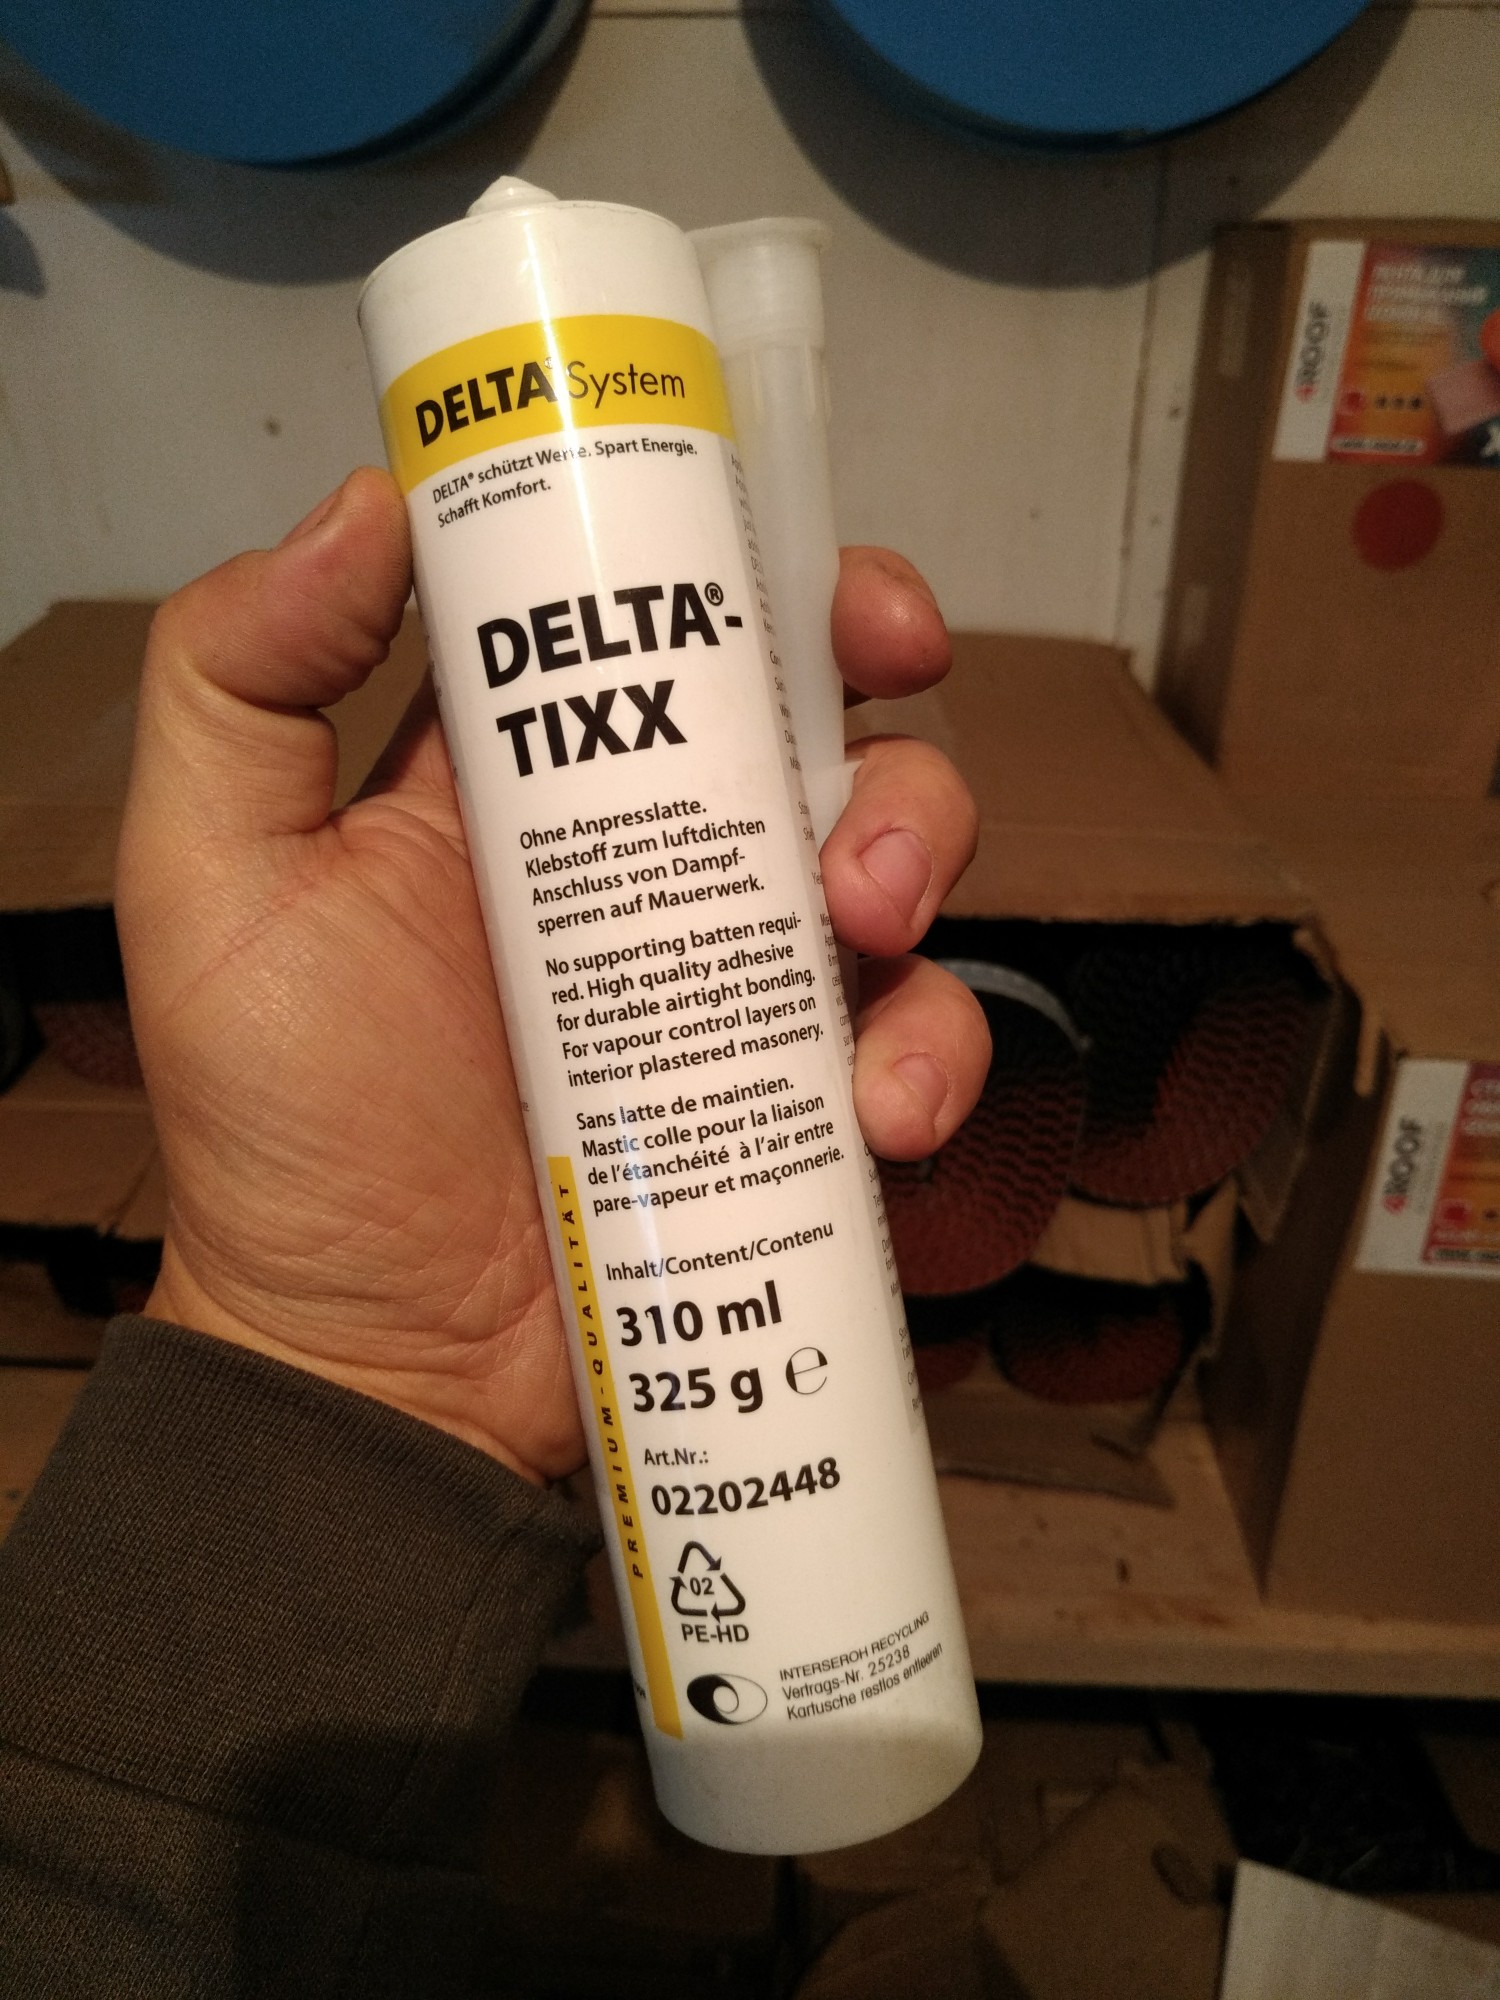 DELTA® System
DELTA® schützt Werte. Spart Energie.
Schafft Komfort.
DELTA®-
TIXX
Ohne Anpresslatte.
Klebstoff zum luftdichten
Anschluss von Dampf-
sperren auf Mauerwerk.
No supporting batten requi-
red. High quality adhesive
for durable airtight bonding.
For vapour control layers on
interior plastered masonery.
Sans latte de maintien.
Mastic colle pour la liaison
de l'étanchéité à l'air entre
pare-vapeur et maçonnerie.
Inhalt/Content/Contenu
310 ml
325 g ℮
Art.Nr.:
02202448
PREMIUM-QUALITÄT
02
PE-HD
INTERSEROH RECYCLING
Vertrags-Nr. 25238
Kartusche restlos entleeren
4ROOF
4ROOF